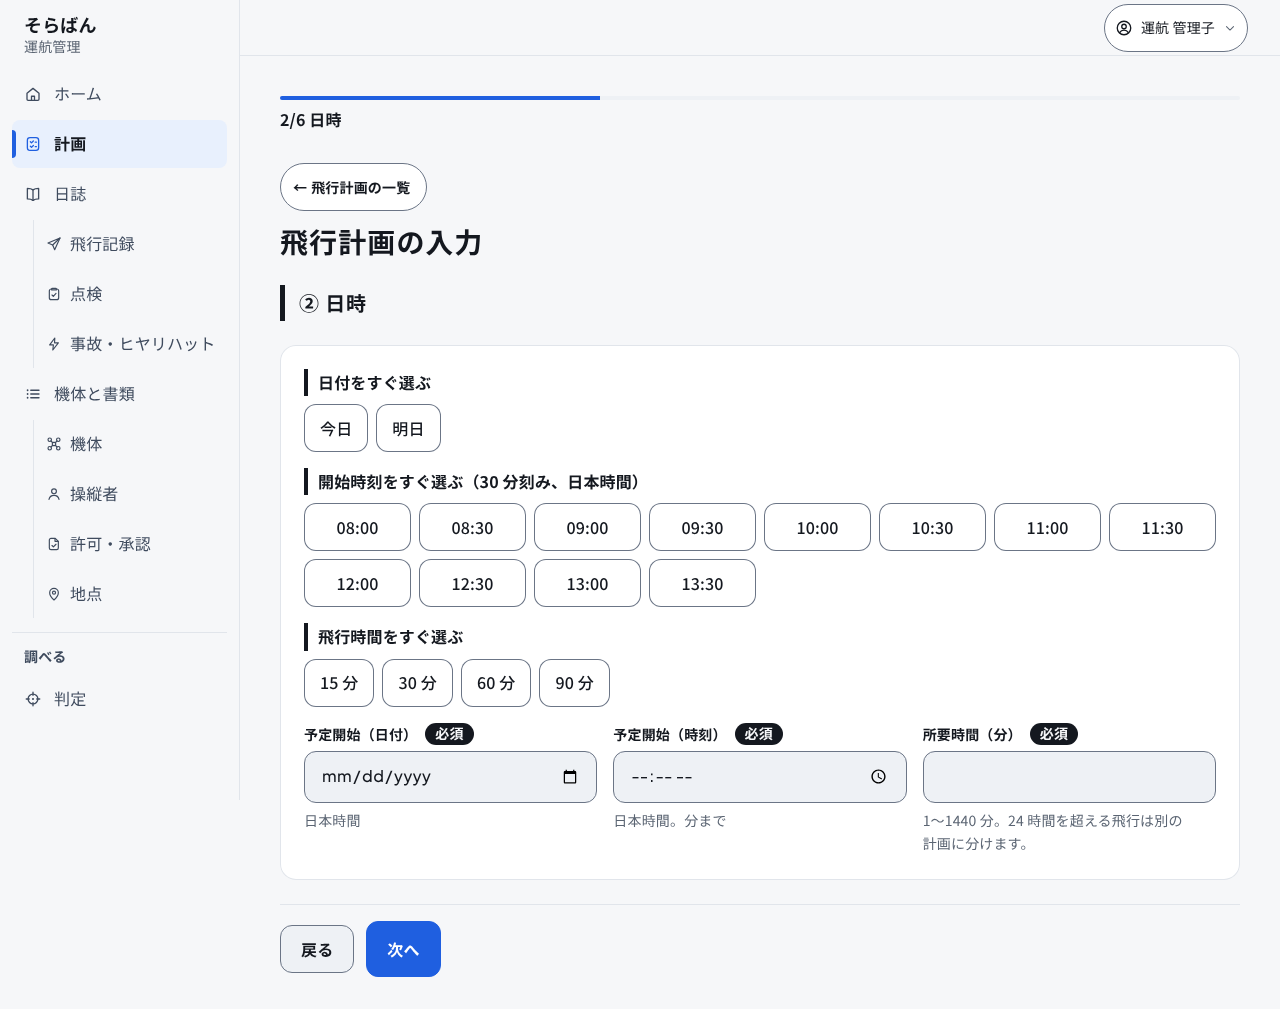 そらばん
運航管理
運航 管理子
ホーム
計画
日誌
飛行記録
点検
事故・ヒヤリハット
機体と書類
機体
操縦者
許可・承認
地点
調べる
判定
2/6 日時
← 飛行計画の一覧
飛行計画の入力
② 日時
日付をすぐ選ぶ
今日 明日
開始時刻をすぐ選ぶ（30 分刻み、日本時間）
08:00 08:30 09:00 09:30 10:00 10:30 11:00 11:30
12:00 12:30 13:00 13:30
飛行時間をすぐ選ぶ
15 分 30 分 60 分 90 分
予定開始（日付） 必須 予定開始（時刻） 必須 所要時間（分） 必須
mm/dd/yyyy --:-- --
日本時間 日本時間。分まで 1〜1440 分。24 時間を超える飛行は別の
計画に分けます。
戻る 次へ